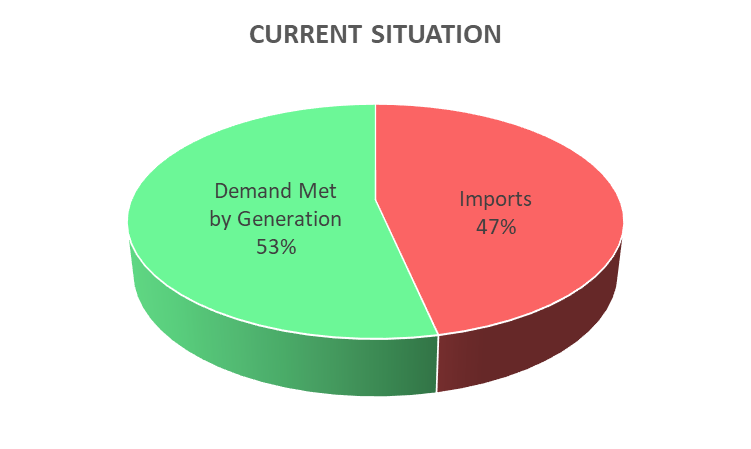 CURRENT SITUATION
Demand Met
by Generation
53%
Imports
47%